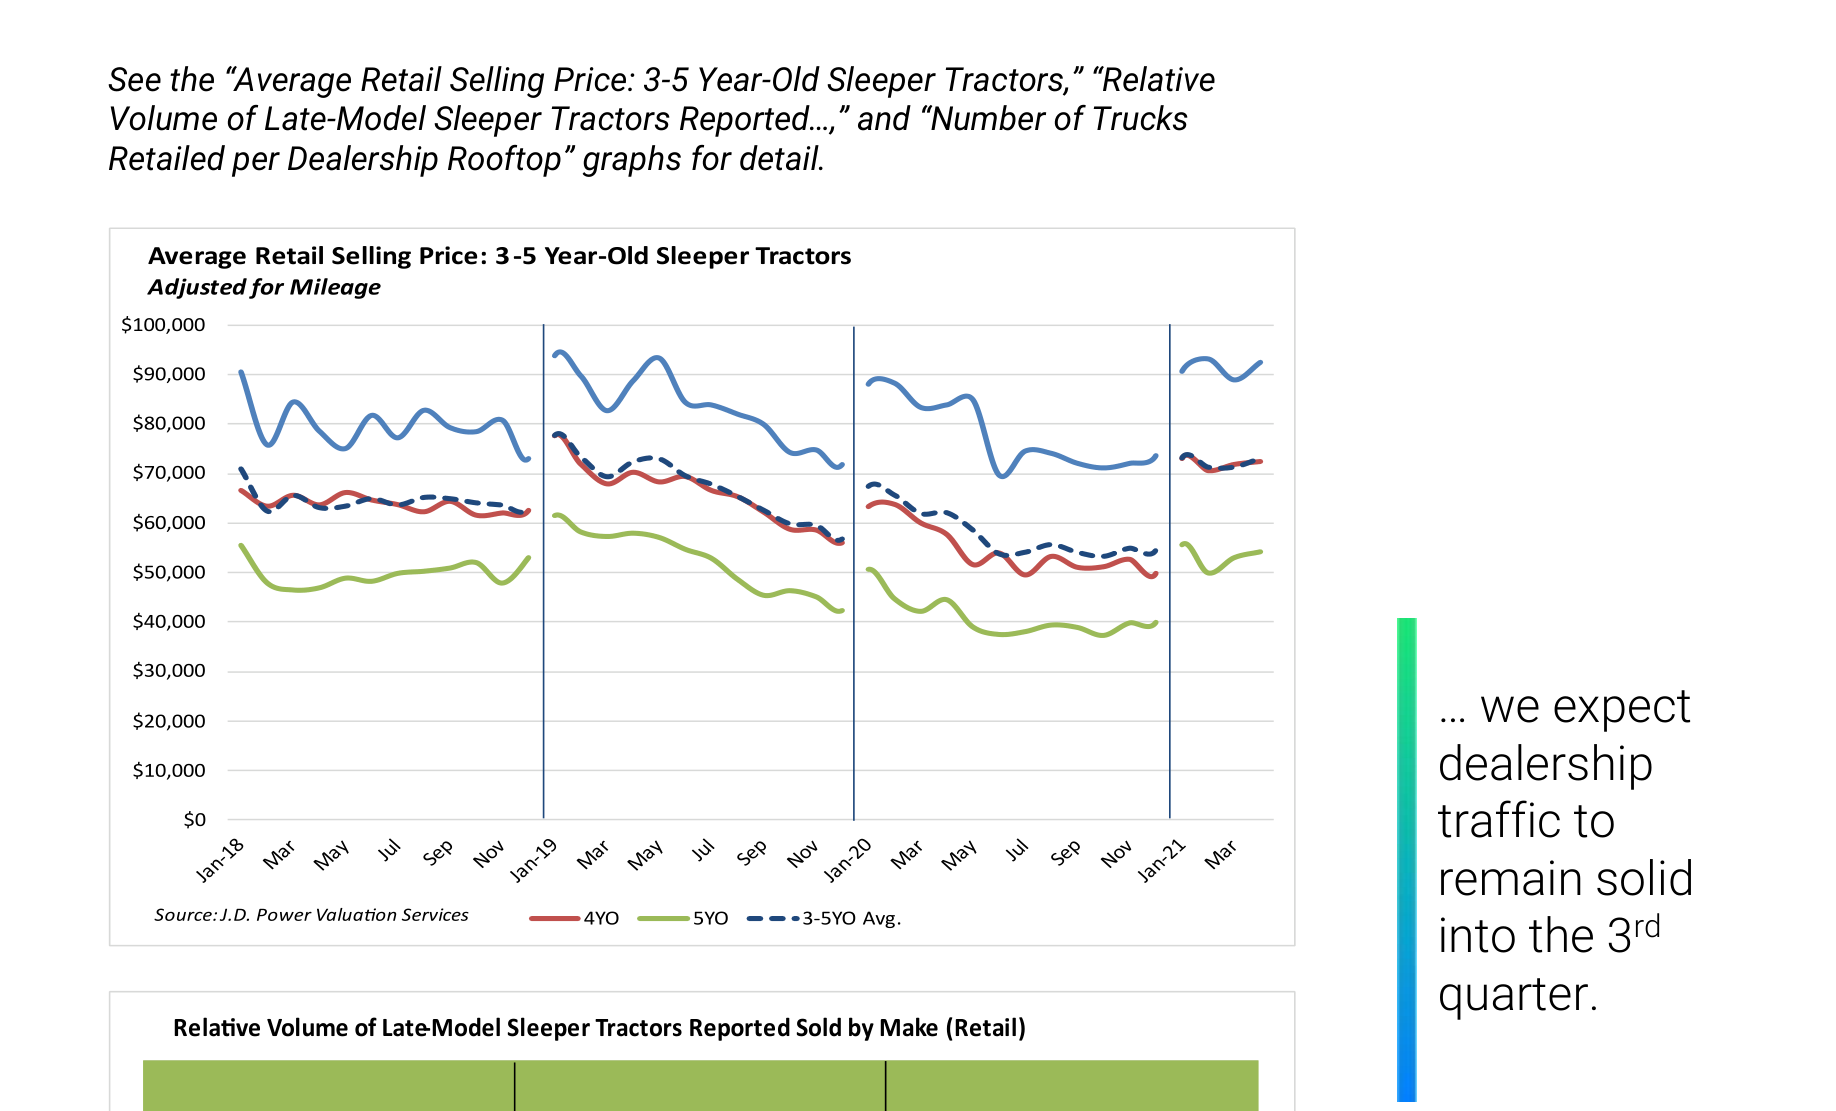 See the “Average Retail Selling Price: 3-5 Year-Old Sleeper Tractors,” “Relative
Volume of Late-Model Sleeper Tractors Reported…,” and “Number of Trucks
Retailed per Dealership Rooftop” graphs for detail.
Average Retail Selling Price: 3-5 Year-Old Sleeper Tractors
Adjusted for Mileage
$100,000
$90,000
$80,000
$70,000
$60,000
$50,000
$40,000
$30,000
$20,000
$10,000
$0
Jan-18 Mar May Jul Sep Nov Jan-19 Mar May Jul Sep Nov Jan-20 Mar May Jul Sep Nov Jan-21 Mar
Source: J.D. Power Valuation Services 4YO 5YO 3-5YO Avg.
… we expect
dealership
traffic to
remain solid
into the 3rd
quarter.
Relative Volume of Late-Model Sleeper Tractors Reported Sold by Make (Retail)